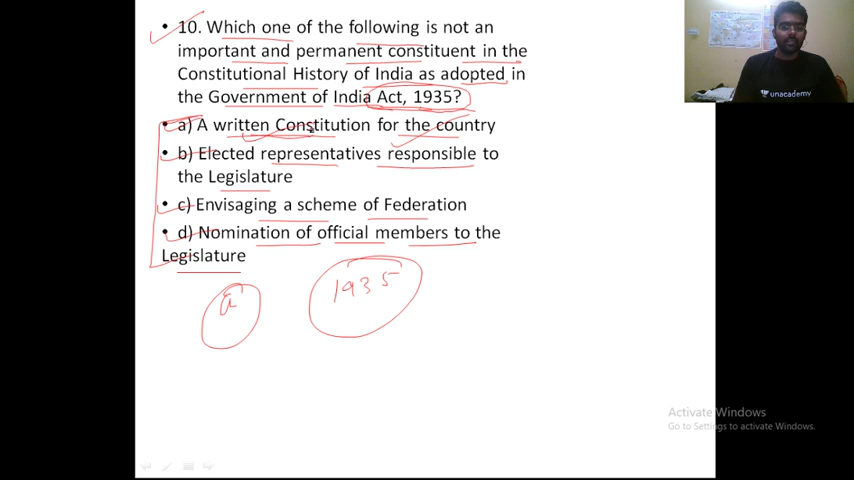 10. Which one of the following is not an
important and permanent constituent in the
Constitutional History of India as adopted in
the Government of India Act, 1935?
a) A written Constitution for the country
b) Elected representatives responsible to
the Legislature
c) Envisaging a scheme of Federation
d) Nomination of official members to the
Legislature
a
1935
unacademy
Activate Windows
Go to Settings to activate Windows.